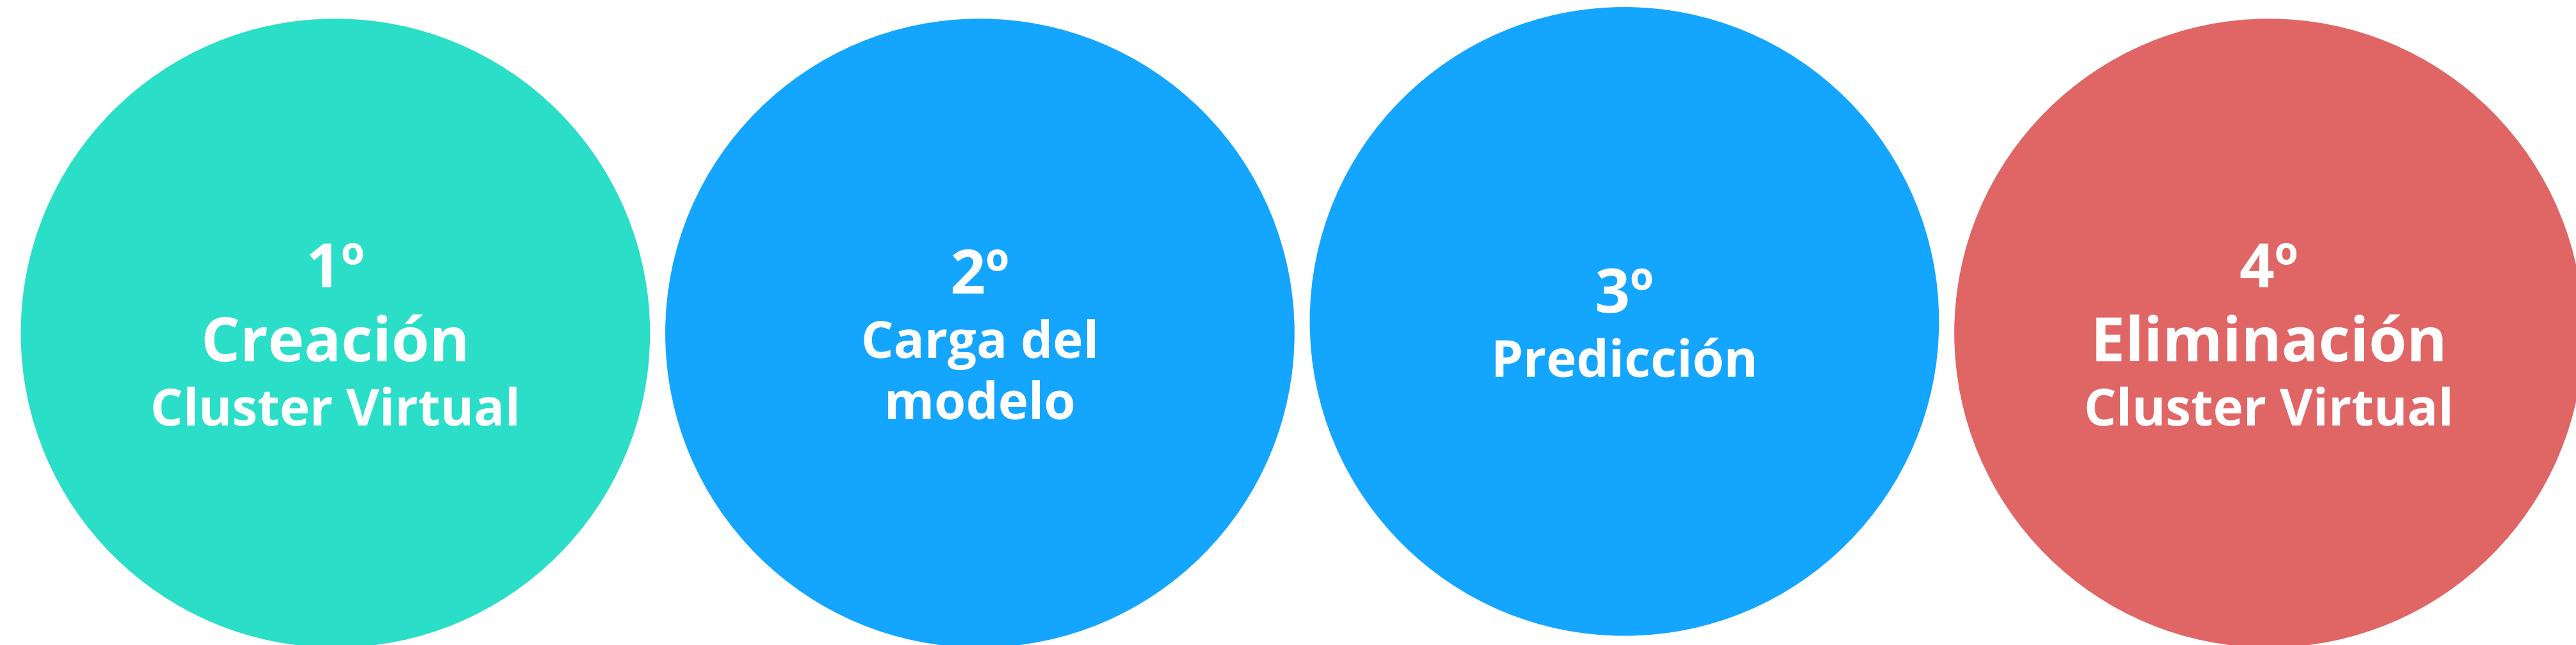 1º
Creación
Cluster Virtual
2º
Carga del
modelo
3º
Predicción
4º
Eliminación
Cluster Virtual